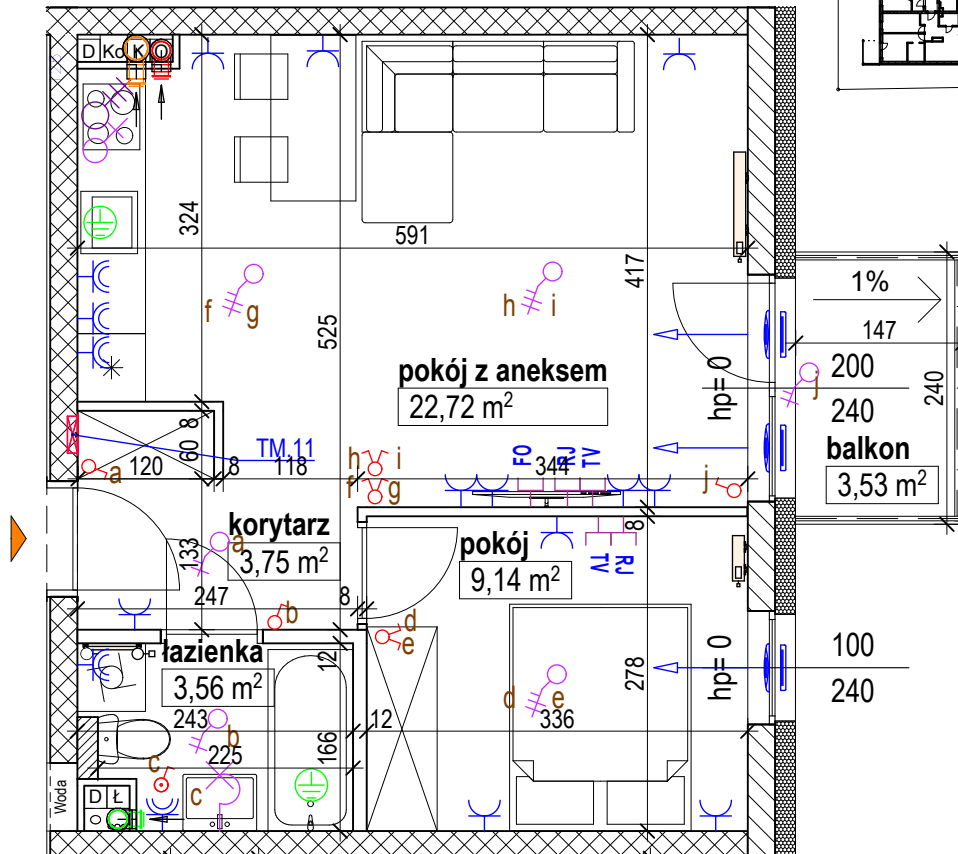 D Ko K
324
591
417
525
f g
h i
1%
147
200
240
240
hp= 0
pokój z aneksem
22,72 m²
balkon
3,53 m²
j
8
60
TM.11
120
8
118
a
h i
f g
FO
344
RJ
TV
j
korytarz
3,75 m²
a
133
247
8
b
pokój
9,14 m²
8
TV
RJ
d
e
łazienka
3,56 m²
12
243
225
166
12
b
c
c
d e
336
278
hp= 0
100
240
Woda
D Ł